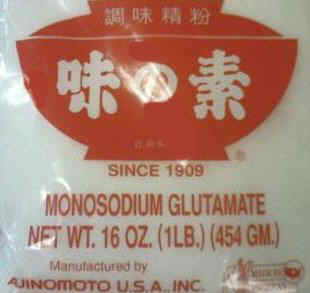 調味精粉
味の素
®
SINCE 1909
MONOSODIUM GLUTAMATE
NET WT. 16 OZ. (1LB.) (454 GM.)
Manufactured by
AJINOMOTO U.S.A., INC.